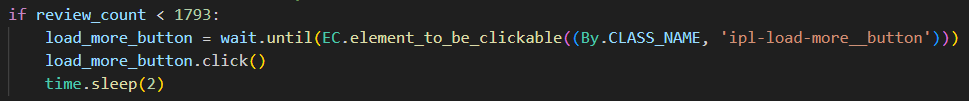 if review_count < 1793:
    load_more_button = wait.until(EC.element_to_be_clickable((By.CLASS_NAME, 'ipl-load-more__button')))
    load_more_button.click()
    time.sleep(2)